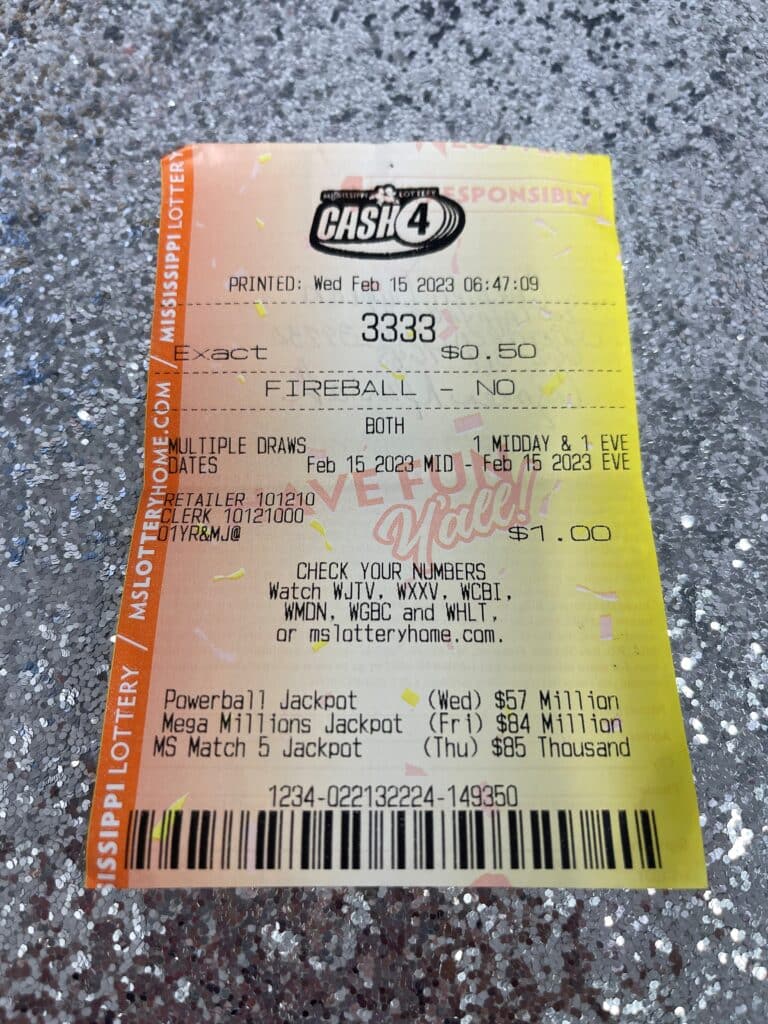 MISSISSIPPI LOTTERY
CASH 4
RESPONSIBLY
PRINTED: Wed Feb 15 2023 06:47:09
3333
Exact $0.50
FIREBALL - NO
BOTH
MULTIPLE DRAWS 1 MIDDAY & 1 EVE
DATES Feb 15 2023 MID - Feb 15 2023 EVE
HAVE FUN
Y'all!
RETAILER 101210
CLERK 10121000
01YR&MJ@ $1.00
CHECK YOUR NUMBERS
Watch WJTV, WXXV, WCBI,
WMDN, WGBC and WHLT,
or mslotteryhome.com.
Powerball Jackpot (Wed) $57 Million
Mega Millions Jackpot (Fri) $84 Million
MS Match 5 Jackpot (Thu) $85 Thousand
1234-022132224-149350
SISSIPPI LOTTERY / MSLOTTERYHOME.COM / MISSISSIPPI LOTTERY